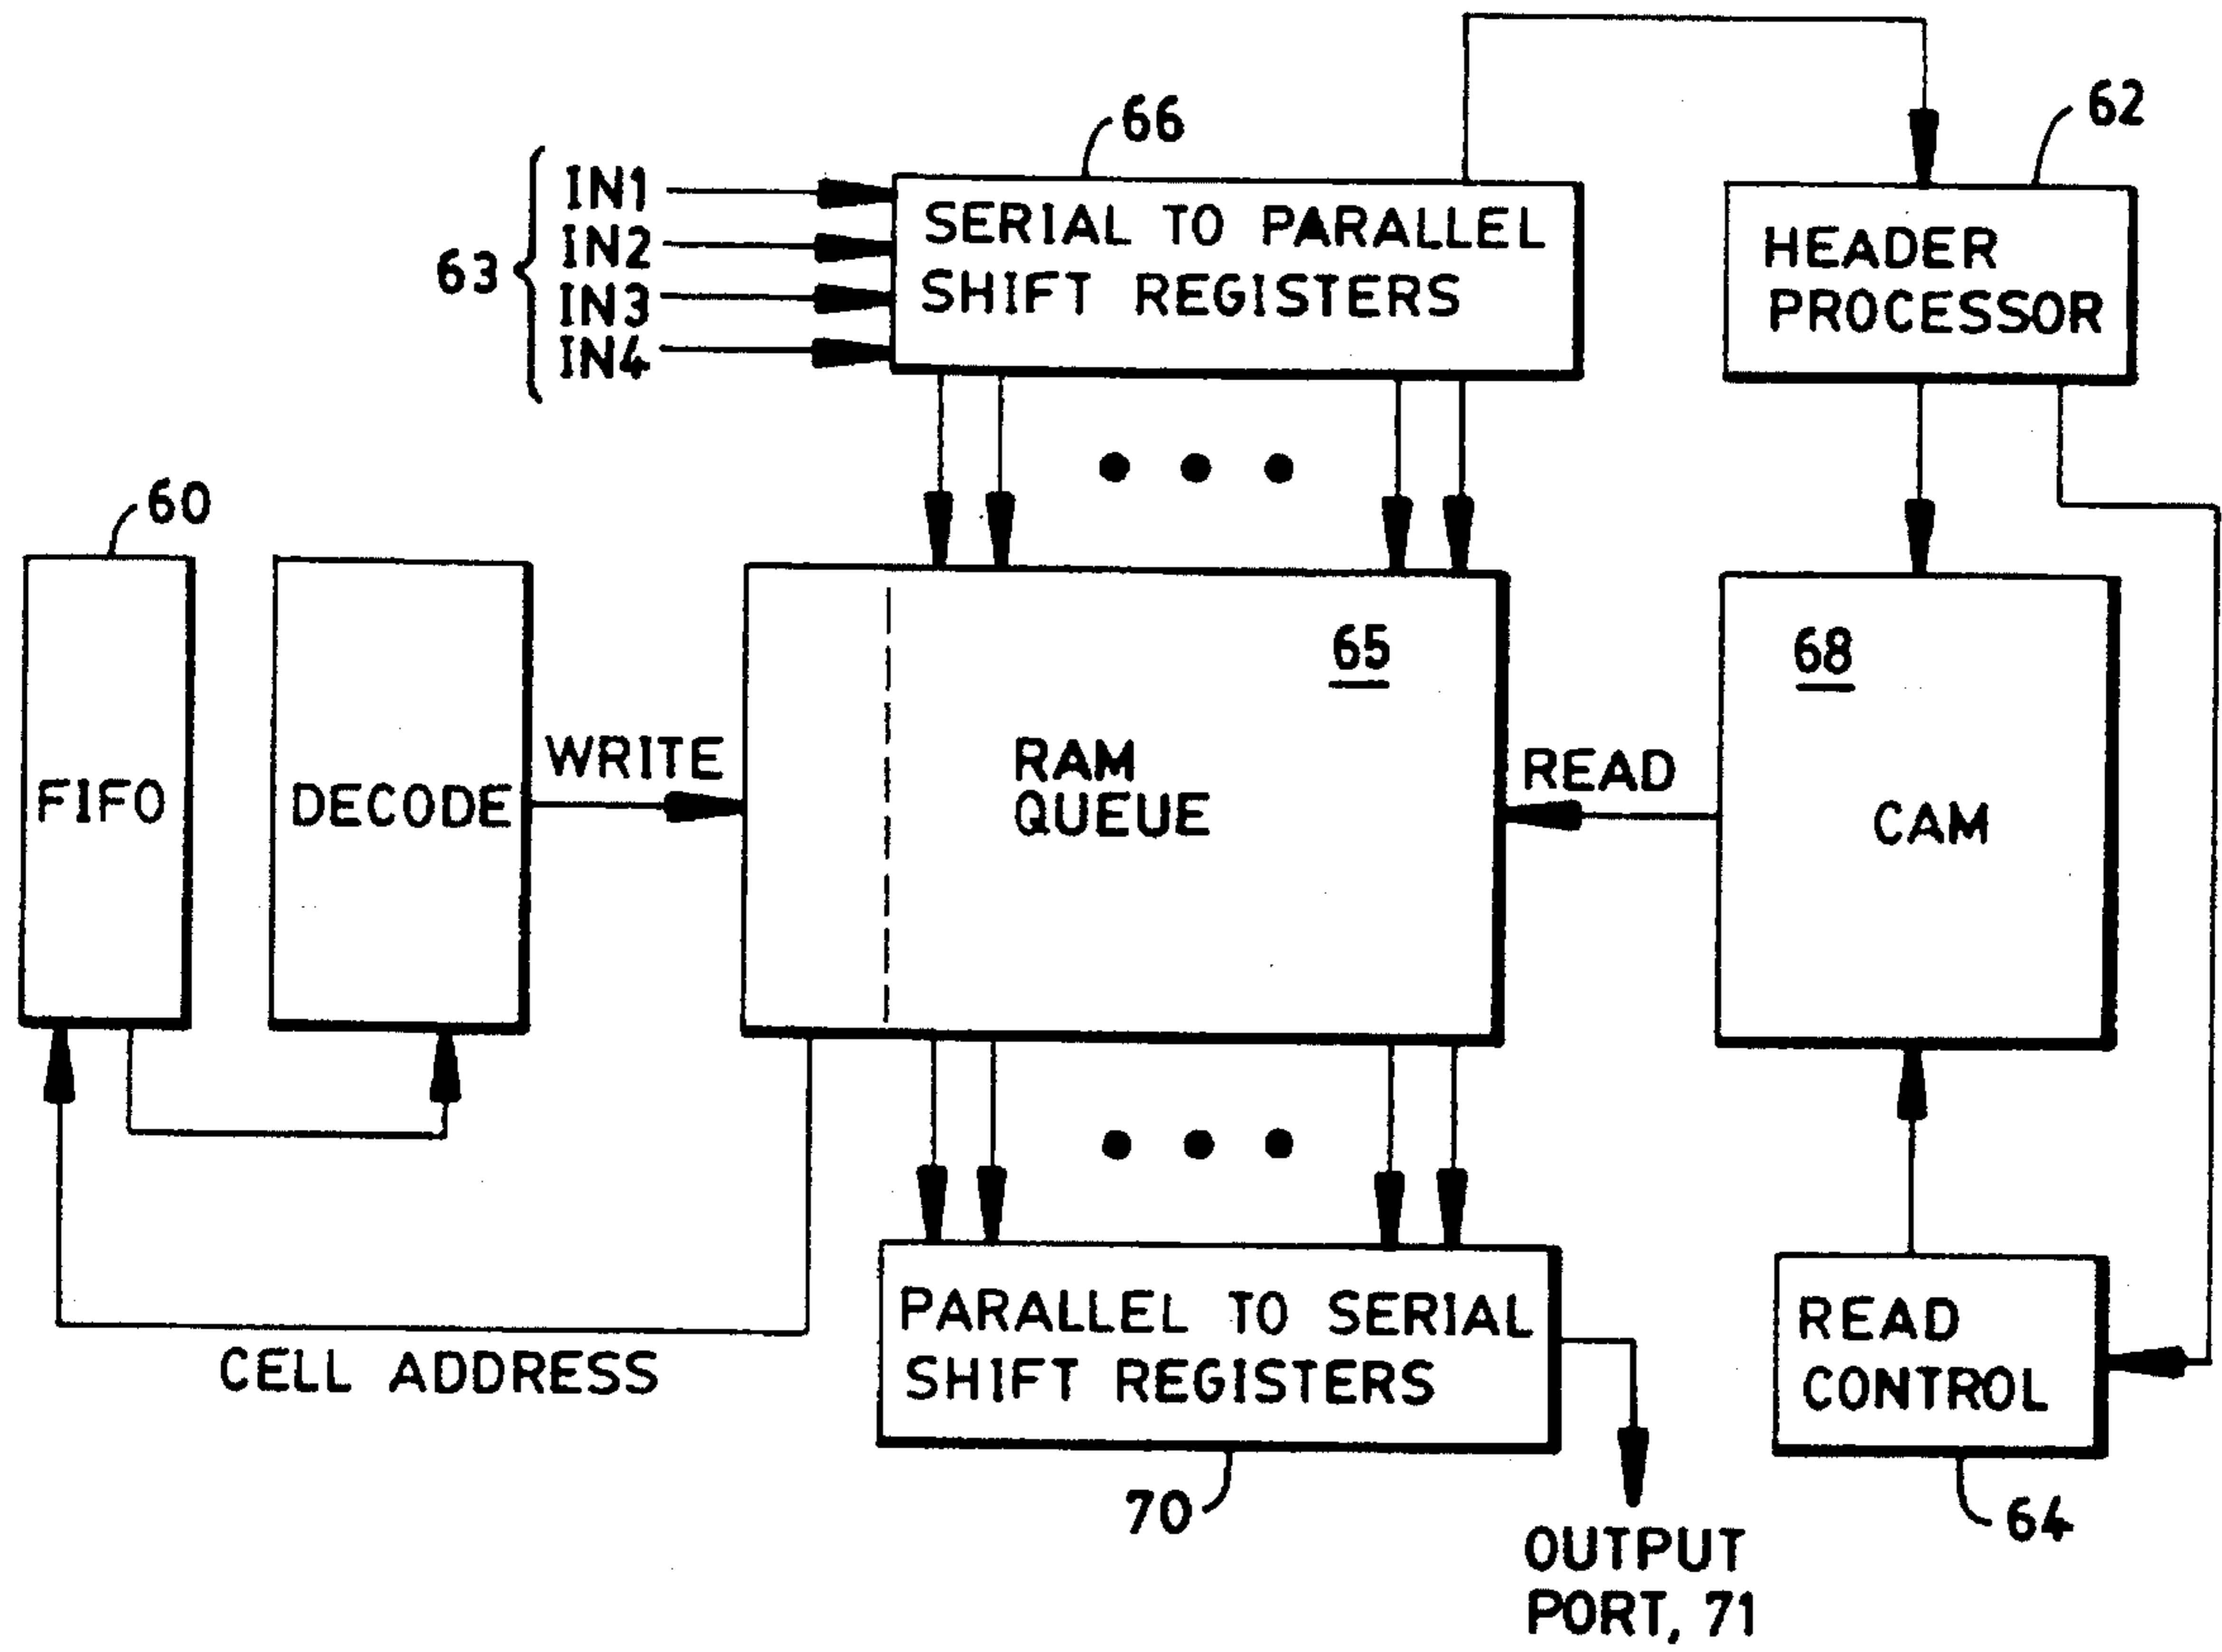 66
62
63
IN1
IN2
IN3
IN4
SERIAL TO PARALLEL
SHIFT REGISTERS
HEADER
PROCESSOR
60
FIFO
DECODE
WRITE
65
RAM
QUEUE
READ
68
CAM
CELL ADDRESS
PARALLEL TO SERIAL
SHIFT REGISTERS
70
READ
CONTROL
64
OUTPUT
PORT, 71